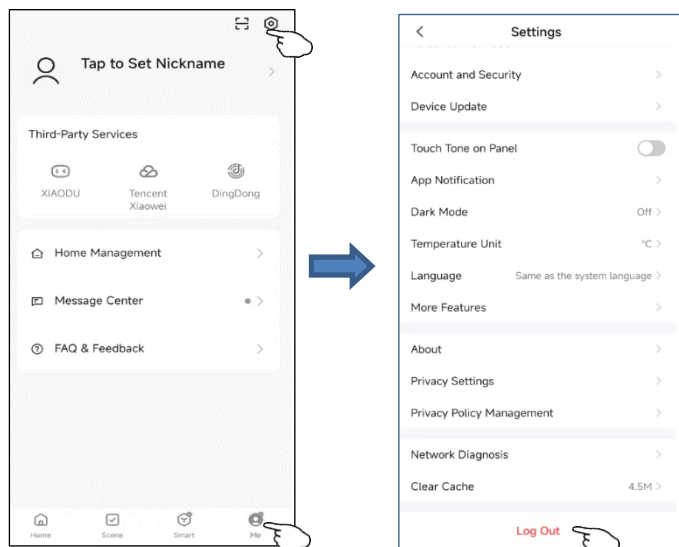 Tap to Set Nickname
Third-Party Services
XIAODU
Tencent
Xiaowei
DingDong
Home Management
Message Center
FAQ & Feedback
Home
Scene
Smart
Me
Settings
Account and Security
Device Update
Touch Tone on Panel
App Notification
Dark Mode Off
Temperature Unit °C
Language Same as the system language
More Features
About
Privacy Settings
Privacy Policy Management
Network Diagnosis
Clear Cache 4.5M
Log Out